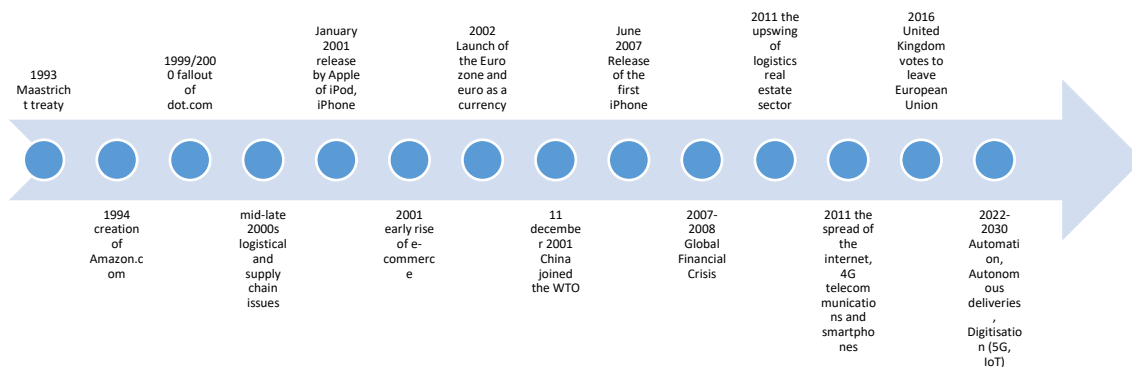 1993
Maastrich
t treaty
1994
creation
of
Amazon.c
om
1999/200
0 fallout
of
dot.com
mid-late
2000s
logistical
and
supply
chain
issues
January
2001
release
by Apple
of iPod,
iPhone
2001
early rise
of e-
commerc
e
2002
Launch of
the Euro
zone and
euro as a
currency
11
decembe
r 2001
China
joined
the WTO
June
2007
Release
of the
first
iPhone
2007-
2008
Global
Financial
Crisis
2011 the
upswing
of
logistics
real
estate
sector
2011 the
spread of
the
internet,
4G
telecom
municatio
ns and
smartpho
nes
2016
United
Kingdom
votes to
leave
European
Union
2022-
2030
Automati
on,
Autonom
ous
deliveries
,
Digitisatio
n (5G,
IoT)